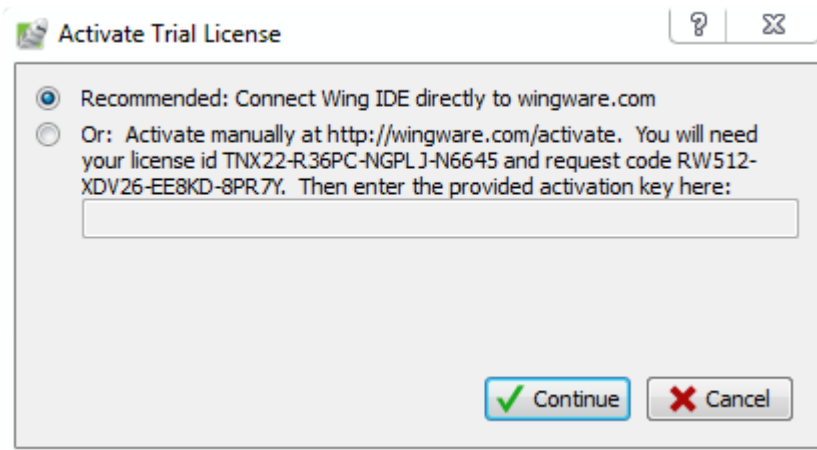 Activate Trial License
Recommended: Connect Wing IDE directly to wingware.com
Or:  Activate manually at http://wingware.com/activate.  You will need
your license id TNX22-R36PC-NGPLJ-N6645 and request code RW512-
XDV26-EE8KD-8PR7Y.  Then enter the provided activation key here:
Continue
Cancel